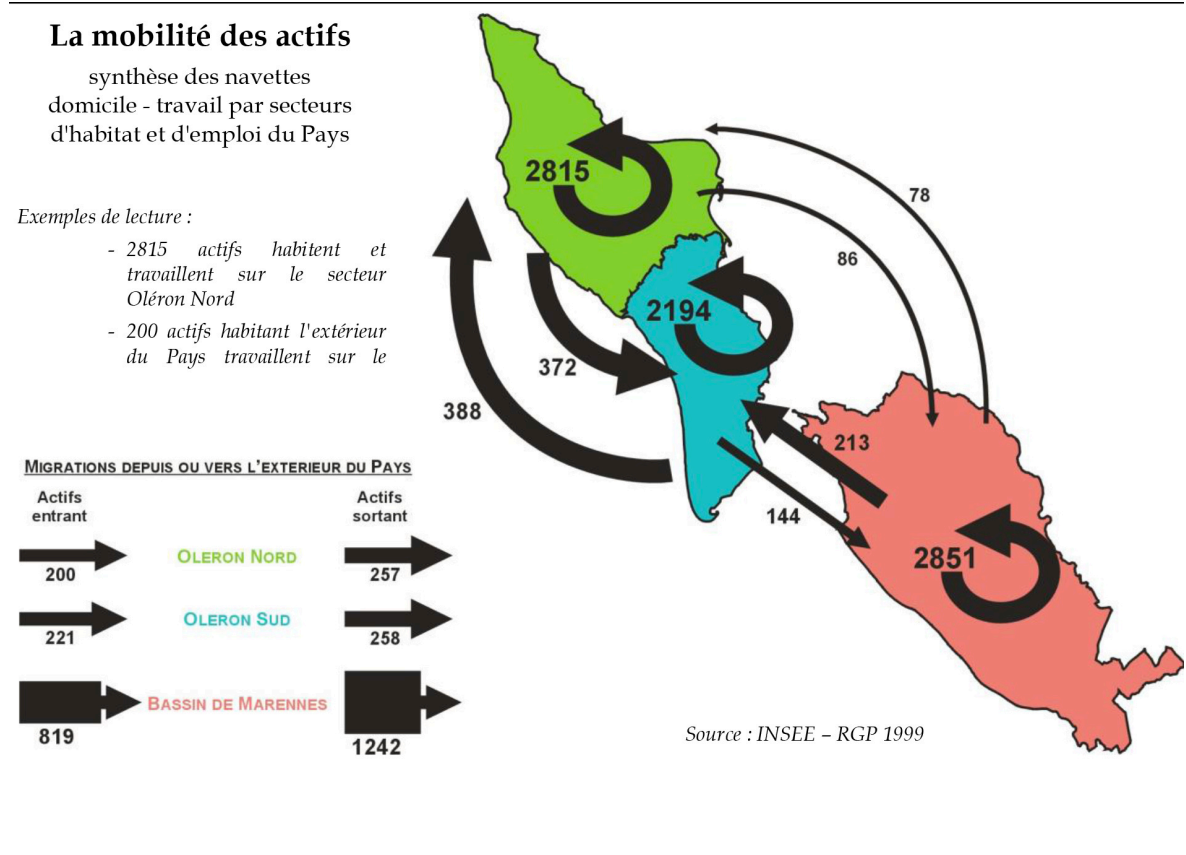 La mobilité des actifs
synthèse des navettes
domicile - travail par secteurs
d'habitat et d'emploi du Pays
Exemples de lecture :
- 2815 actifs habitent et
travaillent sur le secteur
Oléron Nord
- 200 actifs habitant l'extérieur
du Pays travaillent sur le
2815
78
86
2194
372
388
213
144
2851
MIGRATIONS DEPUIS OU VERS L'EXTERIEUR DU PAYS
Actifs
entrant
Actifs
sortant
200
OLERON NORD
257
221
OLERON SUD
258
819
BASSIN DE MARENNES
1242
Source : INSEE – RGP 1999